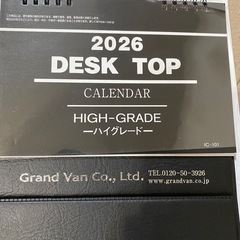 2026
DESK TOP
CALENDAR
HIGH-GRADE
ーハイグレードー
IC-101
Grand Van Co., Ltd.
TEL.0120-50-3926
www.grandvan.co.jp